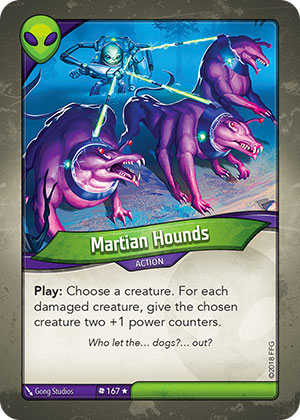 Martian Hounds
ACTION
Play: Choose a creature. For each
damaged creature, give the chosen
creature two +1 power counters.
Who let the... dogs?... out?
©2018 FFG
Gong Studios
167